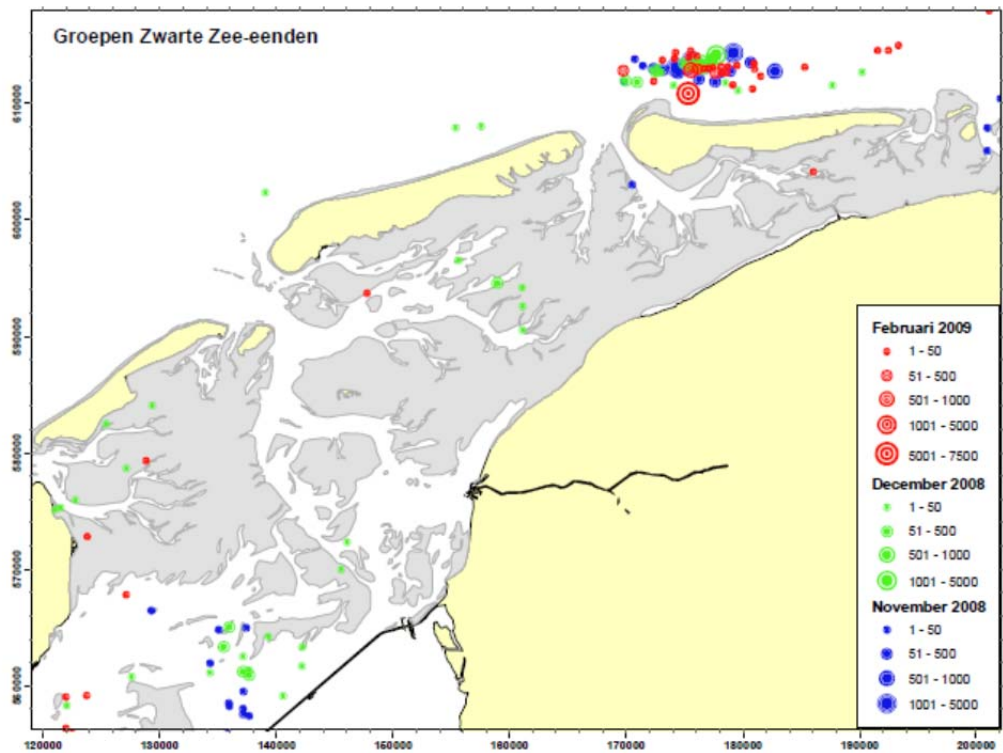 Groepen Zwarte Zee-eenden
610000
600000
590000
580000
570000
560000
120000 130000 140000 150000 160000 170000 180000 190000 200000
Februari 2009
1 - 50
51 - 500
501 - 1000
1001 - 5000
5001 - 7500
December 2008
1 - 50
51 - 500
501 - 1000
1001 - 5000
November 2008
1 - 50
51 - 500
501 - 1000
1001 - 5000